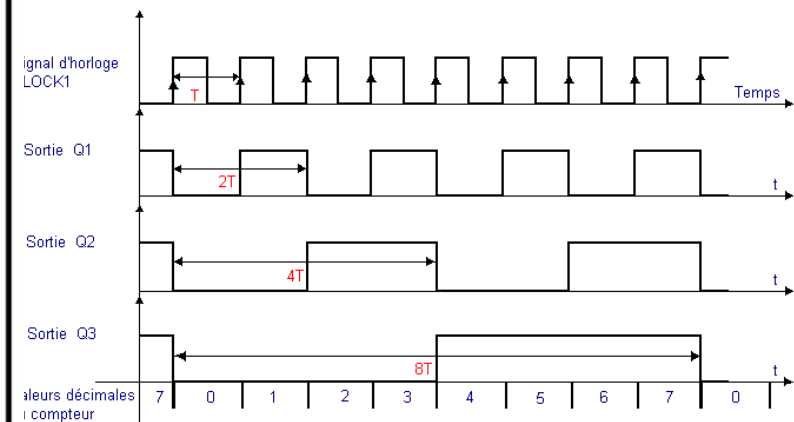 ignal d'horloge
LOCK1
T
Temps
Sortie Q1
2T
t
Sortie Q2
4T
t
Sortie Q3
8T
t
aleurs décimales 7 0 1 2 3 4 5 6 7 0
compteur